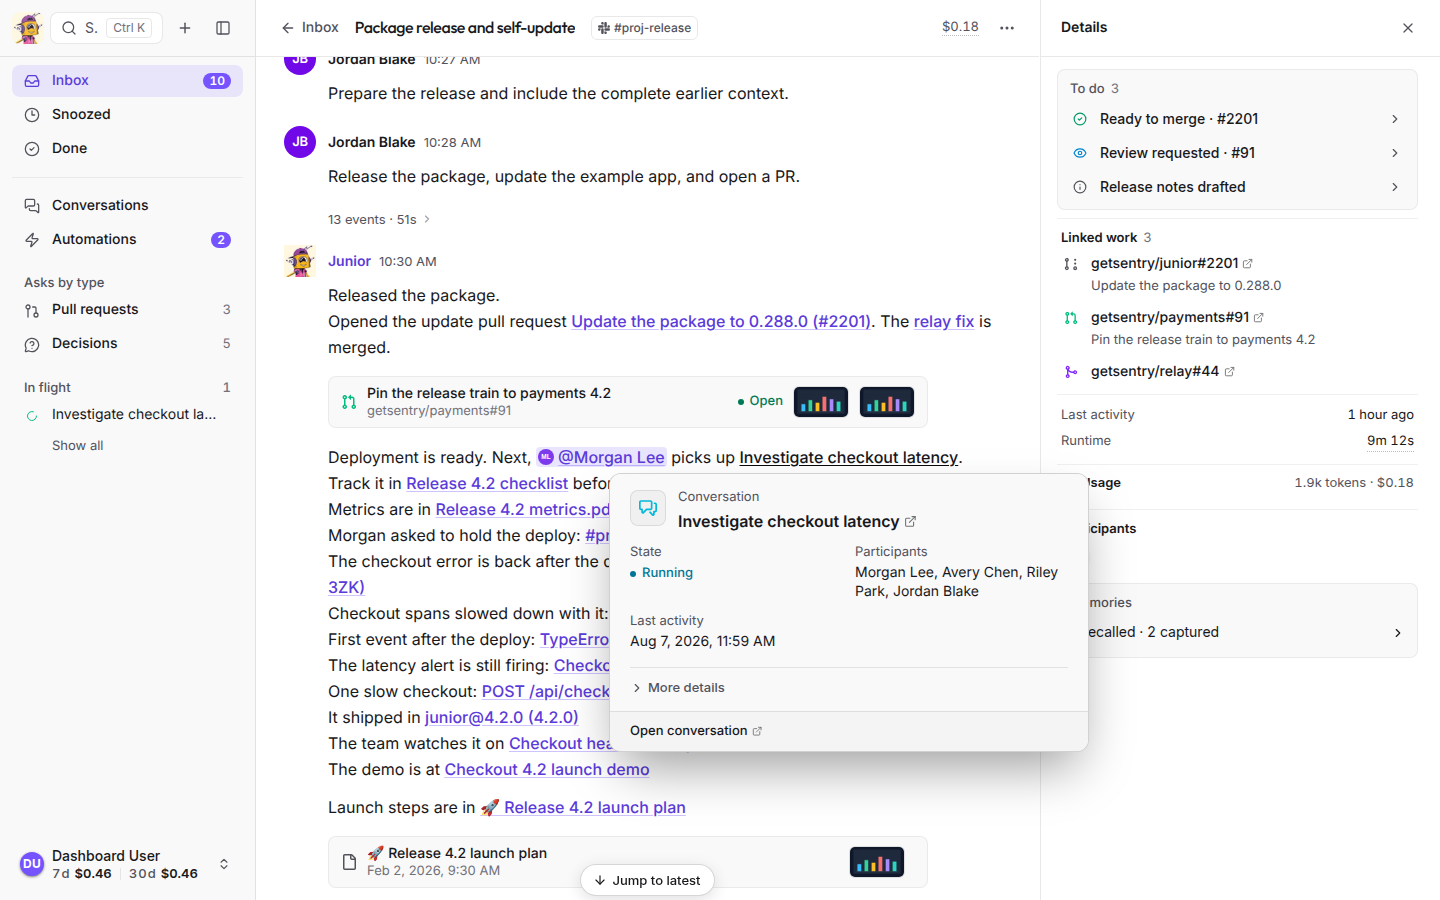 S.
Ctrl K
Inbox
10
Snoozed
Done
Conversations
Automations
2
Asks by type
Pull requests
3
Decisions
5
In flight
1
Investigate checkout la...
Show all
DU
Dashboard User
7d $0.46
30d $0.46
Inbox
Package release and self-update
#proj-release
$0.18
JB
Jordan Blake 10:27 AM
Prepare the release and include the complete earlier context.
JB
Jordan Blake 10:28 AM
Release the package, update the example app, and open a PR.
13 events · 51s
Junior 10:30 AM
Released the package.
Opened the update pull request Update the package to 0.288.0 (#2201). The relay fix is
merged.
Pin the release train to payments 4.2
getsentry/payments#91
Open
Deployment is ready. Next, ML @Morgan Lee picks up Investigate checkout latency.
Track it in Release 4.2 checklist
Metrics are in Release 4.2 metrics.pd
Morgan asked to hold the deploy: #pr
The checkout error is back after the
3ZK)
Checkout spans slowed down with it:
First event after the deploy: TypeErro
The latency alert is still firing: Checko
One slow checkout: POST /api/check
It shipped in junior@4.2.0 (4.2.0)
The team watches it on Checkout hea
The demo is at Checkout 4.2 launch demo
Launch steps are in 🚀 Release 4.2 launch plan
🚀 Release 4.2 launch plan
Feb 2, 2026, 9:30 AM
Jump to latest
Conversation
Investigate checkout latency
State
Running
Participants
Morgan Lee, Avery Chen, Riley
Park, Jordan Blake
Last activity
Aug 7, 2026, 11:59 AM
More details
Open conversation
Details
To do 3
Ready to merge · #2201
Review requested · #91
Release notes drafted
Linked work 3
getsentry/junior#2201
Update the package to 0.288.0
getsentry/payments#91
Pin the release train to payments 4.2
getsentry/relay#44
Last activity
1 hour ago
Runtime
9m 12s
sage
1.9k tokens · $0.18
icipants
mories
ecalled · 2 captured